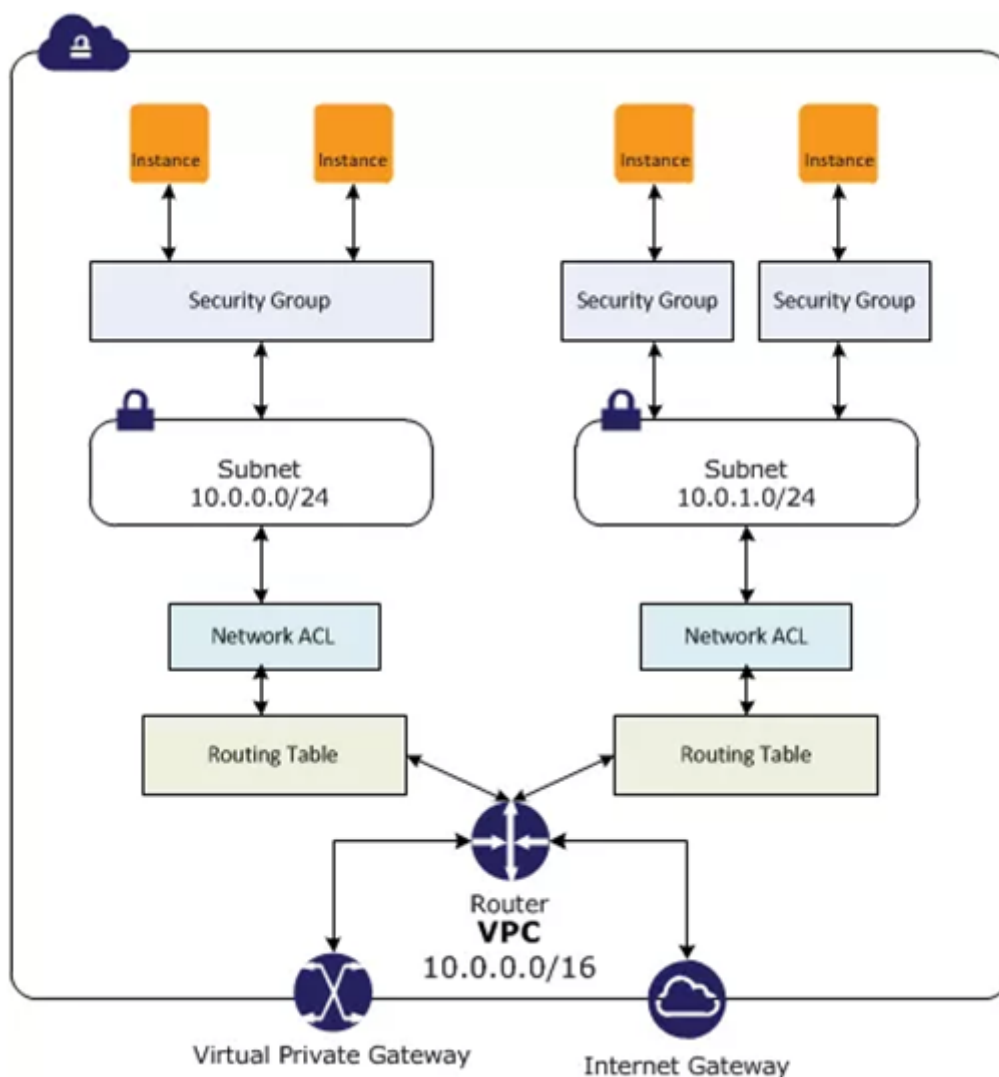 Instance
Instance
Instance
Instance
Security Group
Security Group
Security Group
Subnet
10.0.0.0/24
Subnet
10.0.1.0/24
Network ACL
Network ACL
Routing Table
Routing Table
Router
VPC
10.0.0.0/16
Virtual Private Gateway
Internet Gateway